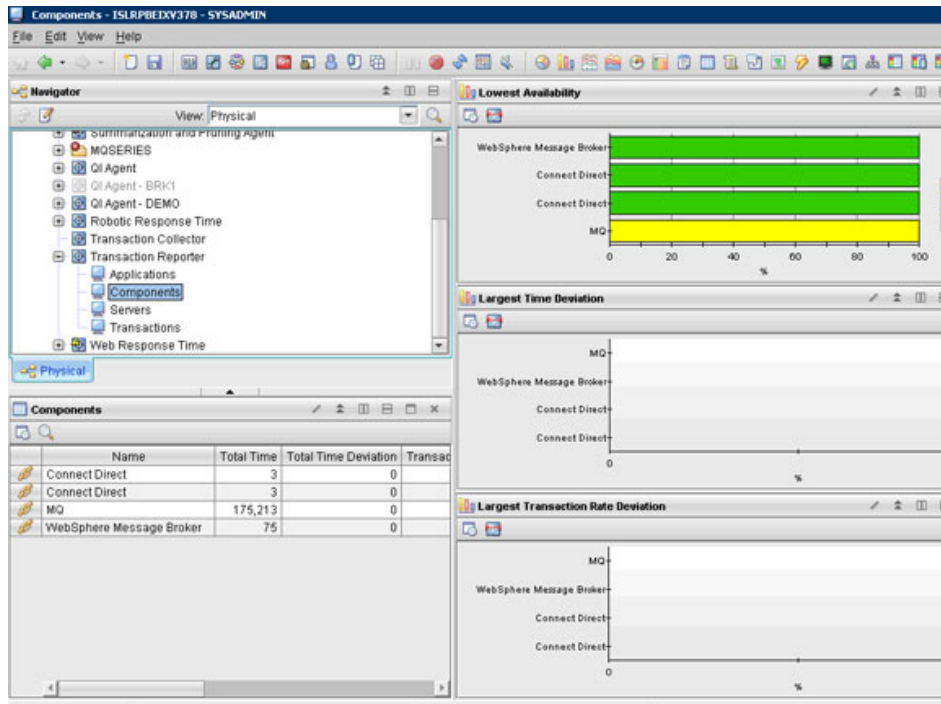 Components - ISLRPBEIXV378 - SYSADMIN
File Edit View Help
Navigator
View: Physical
Summarization and Pruning Agent
MQSERIES
QI Agent
QI Agent - BRK1
QI Agent - DEMO
Robotic Response Time
Transaction Collector
Transaction Reporter
Applications
Components
Servers
Transactions
Web Response Time
Physical
Components
Name Total Time Total Time Deviation Transac
Connect Direct 3 0
Connect Direct 3 0
MQ 175,213 0
WebSphere Message Broker 75 0
Lowest Availability
WebSphere Message Broker
Connect Direct
Connect Direct
MQ
0 20 40 60 80 100
%
Largest Time Deviation
MQ
WebSphere Message Broker
Connect Direct
Connect Direct
0
%
Largest Transaction Rate Deviation
MQ
WebSphere Message Broker
Connect Direct
Connect Direct
0
%